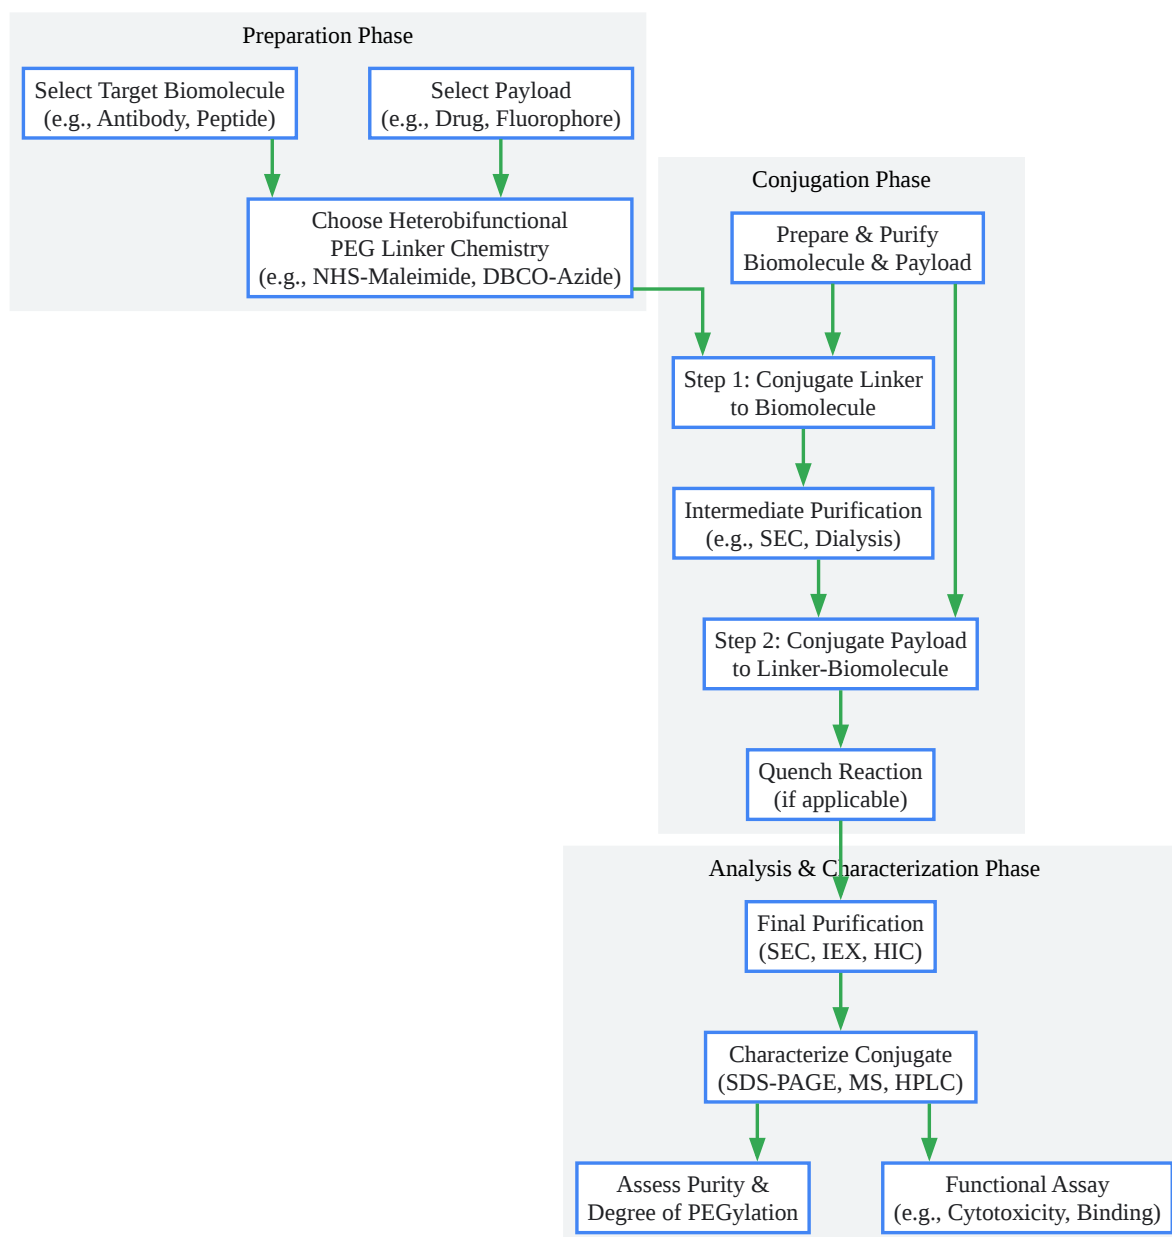 Preparation Phase
Select Target Biomolecule
(e.g., Antibody, Peptide)
Select Payload
(e.g., Drug, Fluorophore)
Choose Heterobifunctional
PEG Linker Chemistry
(e.g., NHS-Maleimide, DBCO-Azide)
Conjugation Phase
Prepare & Purify
Biomolecule & Payload
Step 1: Conjugate Linker
to Biomolecule
Intermediate Purification
(e.g., SEC, Dialysis)
Step 2: Conjugate Payload
to Linker-Biomolecule
Quench Reaction
(if applicable)
Analysis & Characterization Phase
Final Purification
(SEC, IEX, HIC)
Characterize Conjugate
(SDS-PAGE, MS, HPLC)
Assess Purity &
Degree of PEGylation
Functional Assay
(e.g., Cytotoxicity, Binding)